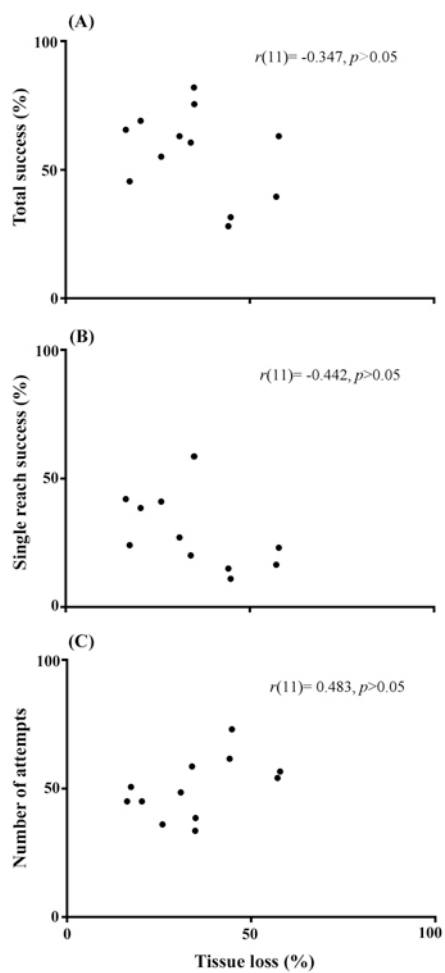 (A)
r(11)= -0.347, p>0.05
Total success (%)
100
50
0
(B)
r(11)= -0.442, p>0.05
Single reach success (%)
100
50
0
(C)
r(11)= 0.483, p>0.05
Number of attempts
100
50
0
0 50 100
Tissue loss (%)